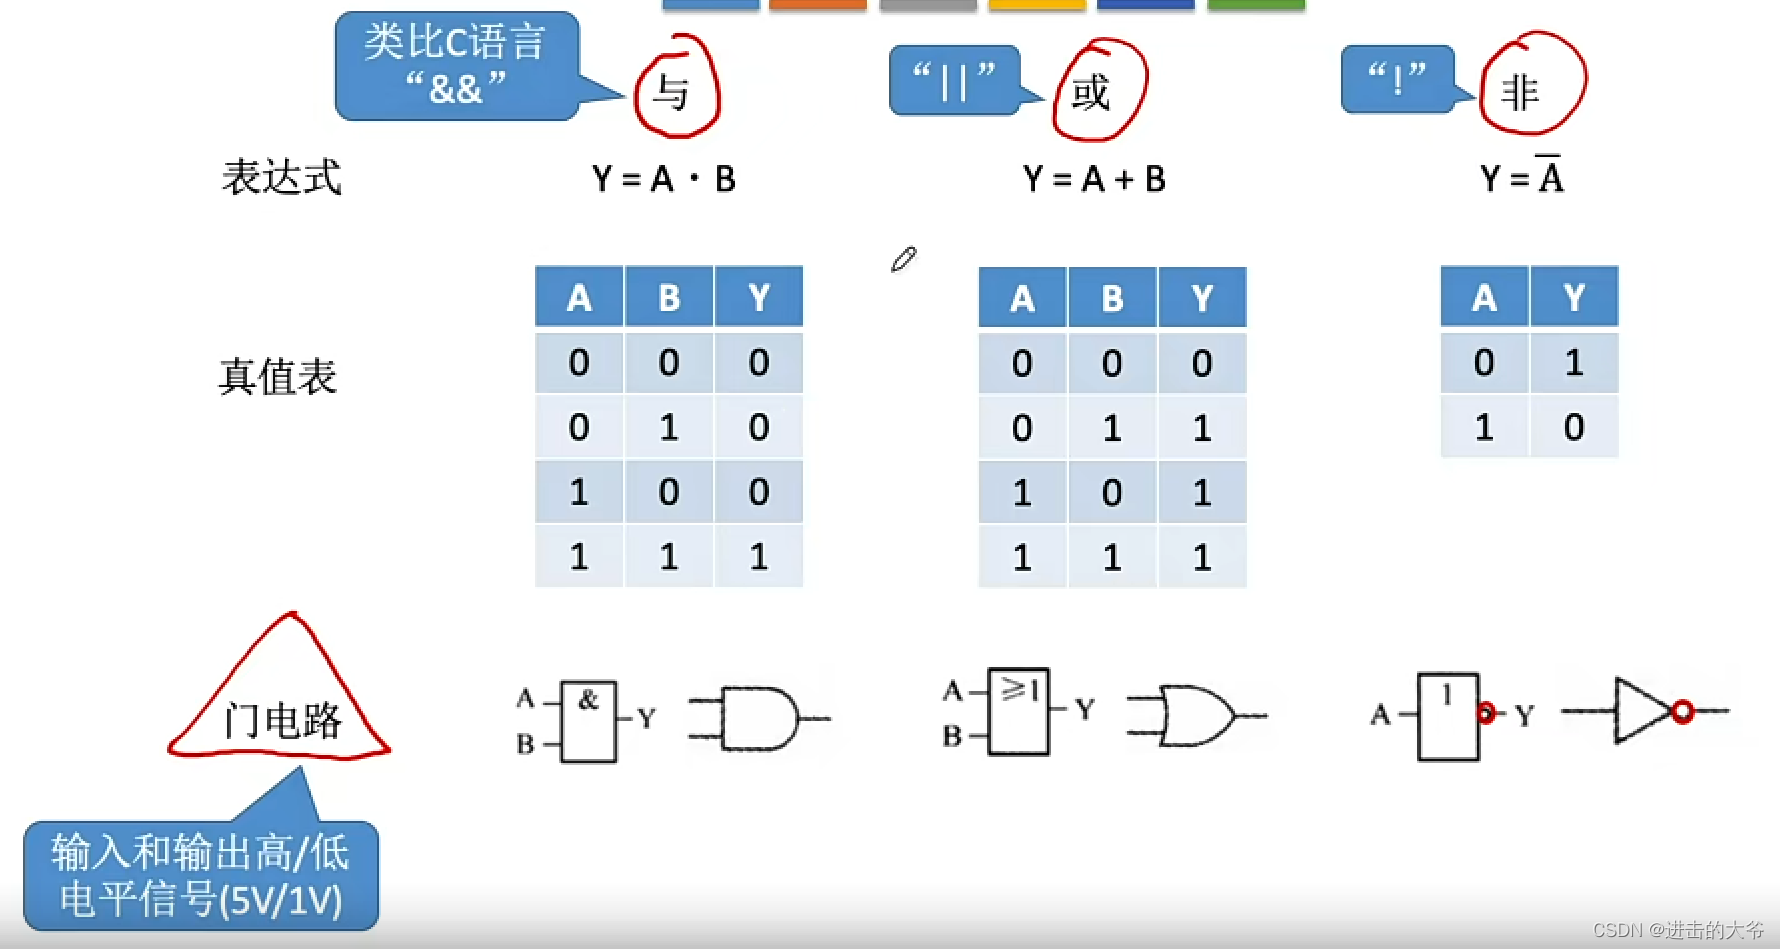 类比C语言
“&&”
与
“||”
或
“!”
非
表达式
Y = A · B
Y = A + B
Y = A̅
真值表
A B Y
0 0 0
0 1 0
1 0 0
1 1 1
A B Y
0 0 0
0 1 1
1 0 1
1 1 1
A Y
0 1
1 0
门电路
A
B
&
Y
A
B
≥1
Y
A
1
Y
输入和输出高/低
电平信号(5V/1V)
CSDN @进击的大爷